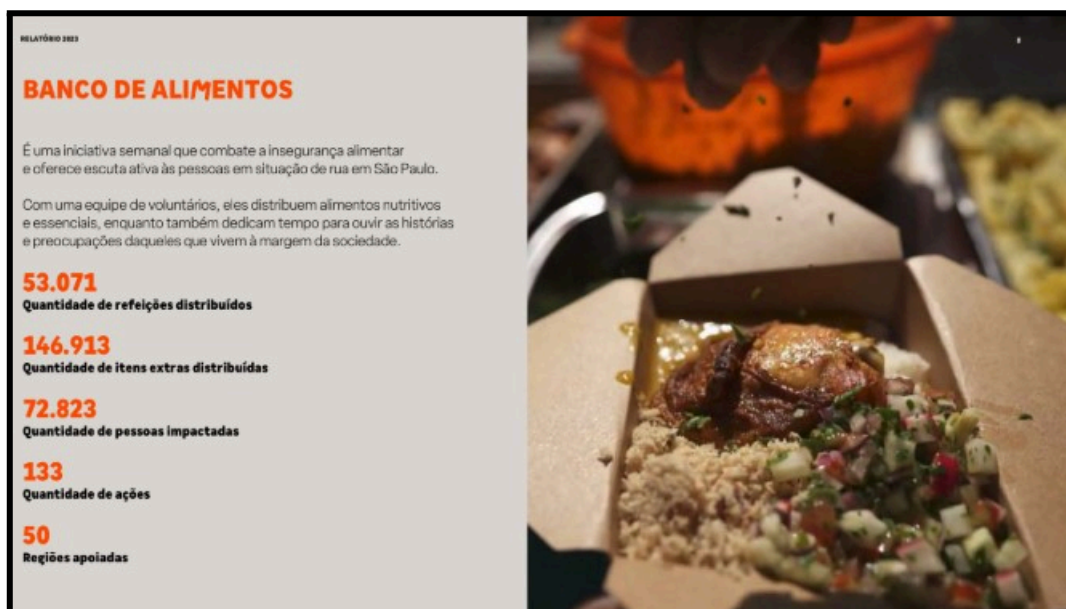 RELATÓRIO 2023
BANCO DE ALIMENTOS
É uma iniciativa semanal que combate a insegurança alimentar
e oferece escuta ativa às pessoas em situação de rua em São Paulo.
Com uma equipe de voluntários, eles distribuem alimentos nutritivos
e essenciais, enquanto também dedicam tempo para ouvir as histórias
e preocupações daqueles que vivem à margem da sociedade.
53.071
Quantidade de refeições distribuídos
146.913
Quantidade de itens extras distribuídas
72.823
Quantidade de pessoas impactadas
133
Quantidade de ações
50
Regiões apoiadas